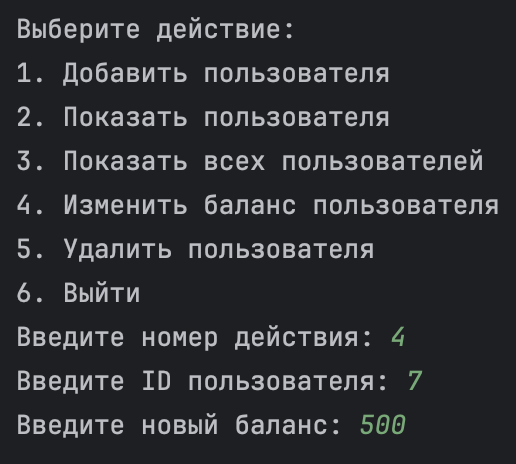 Выберите действие:
1. Добавить пользователя
2. Показать пользователя
3. Показать всех пользователей
4. Изменить баланс пользователя
5. Удалить пользователя
6. Выйти
Введите номер действия: 4
Введите ID пользователя: 7
Введите новый баланс: 500